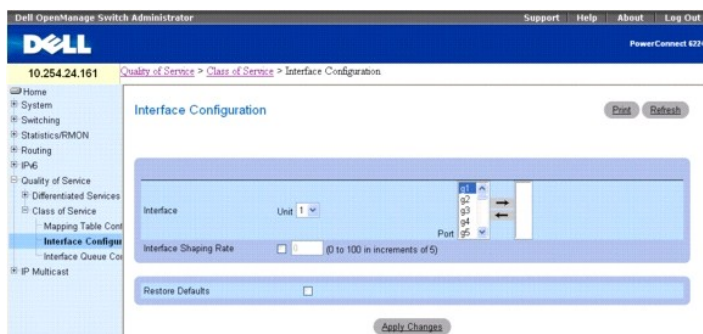 Dell OpenManage Switch Administrator
Support Help About Log Out
DELL
PowerConnect 6224
10.254.24.161
Quality of Service > Class of Service > Interface Configuration
Home
System
Switching
Statistics/RMON
Routing
IPv6
Quality of Service
Differentiated Services
Class of Service
Mapping Table Conf
Interface Configur
Interface Queue Co
IP Multicast
Interface Configuration
Print Refresh
Interface
Unit 1
Port
g1
g2
g3
g4
g5
Interface Shaping Rate
0 (0 to 100 in increments of 5)
Restore Defaults
Apply Changes